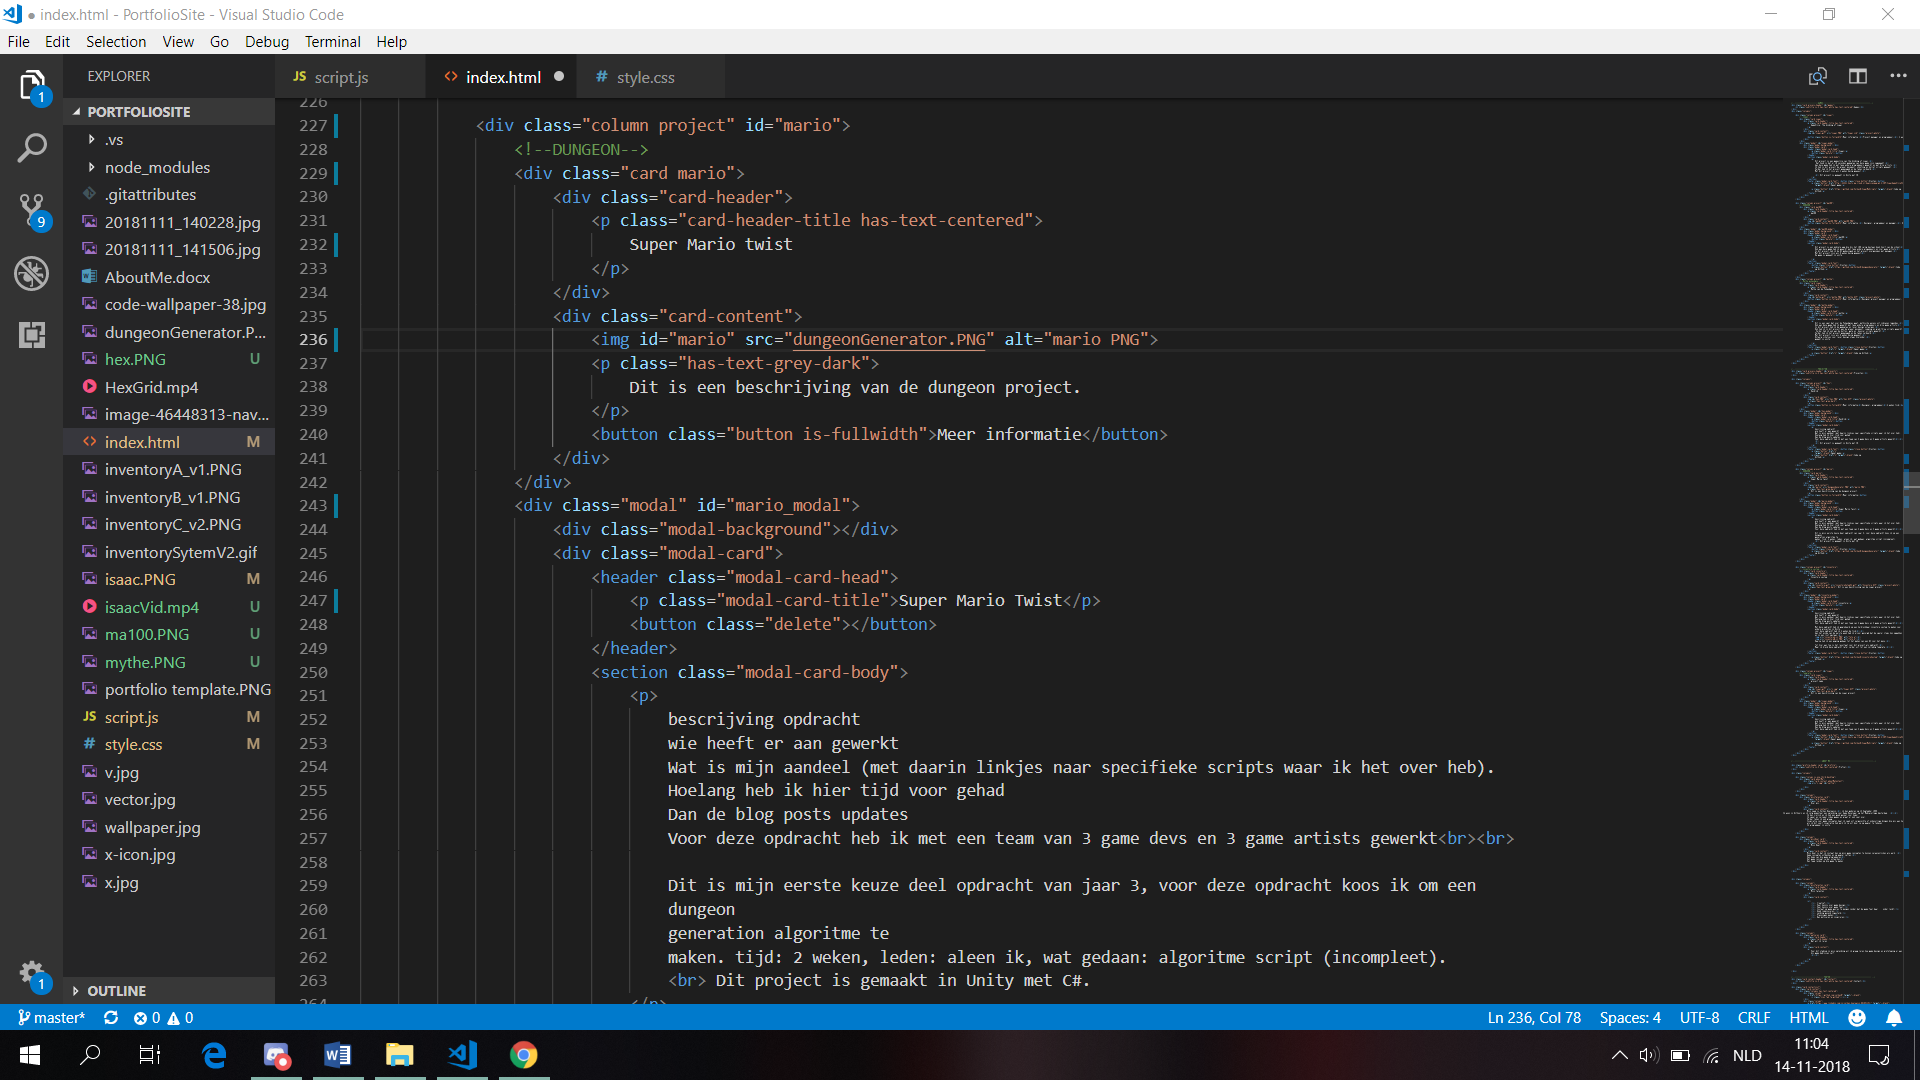 index.html - PortfolioSite - Visual Studio Code
File Edit Selection View Go Debug Terminal Help
EXPLORER
PORTFOLIOSITE
.vs
node_modules
.gitattributes
20181111_140228.jpg
20181111_141506.jpg
AboutMe.docx
code-wallpaper-38.jpg
dungeonGenerator.P...
hex.PNG U
HexGrid.mp4
image-46448313-nav...
index.html M
inventoryA_v1.PNG
inventoryB_v1.PNG
inventoryC_v2.PNG
inventorySytemV2.gif
isaac.PNG M
isaacVid.mp4 U
ma100.PNG U
mythe.PNG U
portfolio template.PNG
JS script.js M
# style.css M
v.jpg
vector.jpg
wallpaper.jpg
x-icon.jpg
x.jpg
OUTLINE
1
9
1
JS script.js <> index.html # style.css
226
227 <div class="column project" id="mario">
228 <!--DUNGEON-->
229 <div class="card mario">
230 <div class="card-header">
231 <p class="card-header-title has-text-centered">
232 Super Mario twist
233 </p>
234 </div>
235 <div class="card-content">
236 <img id="mario" src="dungeonGenerator.PNG" alt="mario PNG">
237 <p class="has-text-grey-dark">
238 Dit is een beschrijving van de dungeon project.
239 </p>
240 <button class="button is-fullwidth">Meer informatie</button>
241 </div>
242 </div>
243 <div class="modal" id="mario_modal">
244 <div class="modal-background"></div>
245 <div class="modal-card">
246 <header class="modal-card-head">
247 <p class="modal-card-title">Super Mario Twist</p>
248 <button class="delete"></button>
249 </header>
250 <section class="modal-card-body">
251 <p>
252 bescrijving opdracht
253 wie heeft er aan gewerkt
254 Wat is mijn aandeel (met daarin linkjes naar specifieke scripts waar ik het over heb).
255 Hoelang heb ik hier tijd voor gehad
256 Dan de blog posts updates
257 Voor deze opdracht heb ik met een team van 3 game devs en 3 game artists gewerkt<br><br>
258
259 Dit is mijn eerste keuze deel opdracht van jaar 3, voor deze opdracht koos ik om een
260 dungeon
261 generation algoritme te
262 maken. tijd: 2 weken, leden: aleen ik, wat gedaan: algoritme script (incompleet).
263 <br> Dit project is gemaakt in Unity met C#.
264 </p>
master* 0 0 Ln 236, Col 78 Spaces: 4 UTF-8 CRLF HTML
NLD
11:04
14-11-2018